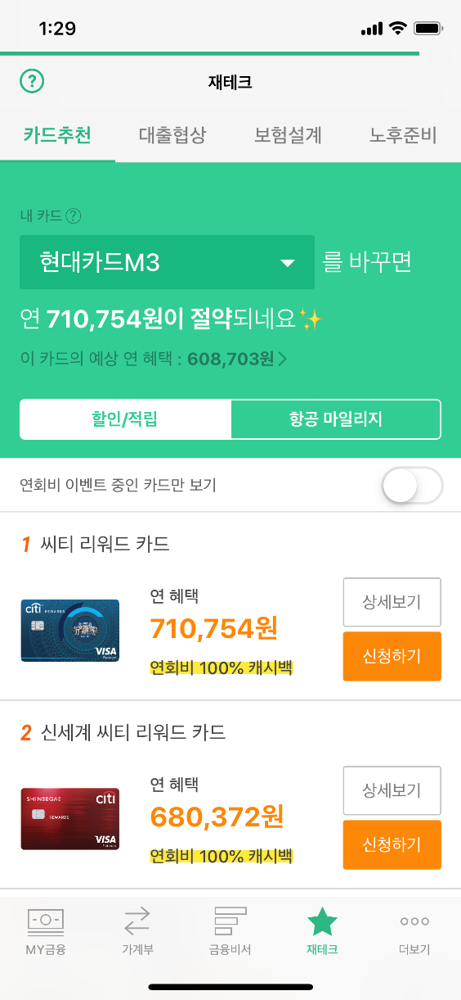 1:29
?
재테크
카드추천 대출협상 보험설계 노후준비
내 카드 ?
현대카드M3 를 바꾸면
연 710,754원이 절약되네요✨
이 카드의 예상 연 혜택 : 608,703원 >
할인/적립 항공 마일리지
연회비 이벤트 중인 카드만 보기
1 씨티 리워드 카드
citi REWARDS
VISA
Platinum
연 혜택
710,754원
연회비 100% 캐시백
상세보기
신청하기
2 신세계 씨티 리워드 카드
SHINSEGAE citi
REWARDS
VISA
Platinum
연 혜택
680,372원
연회비 100% 캐시백
상세보기
신청하기
MY금융 가계부 금융비서 재테크 더보기